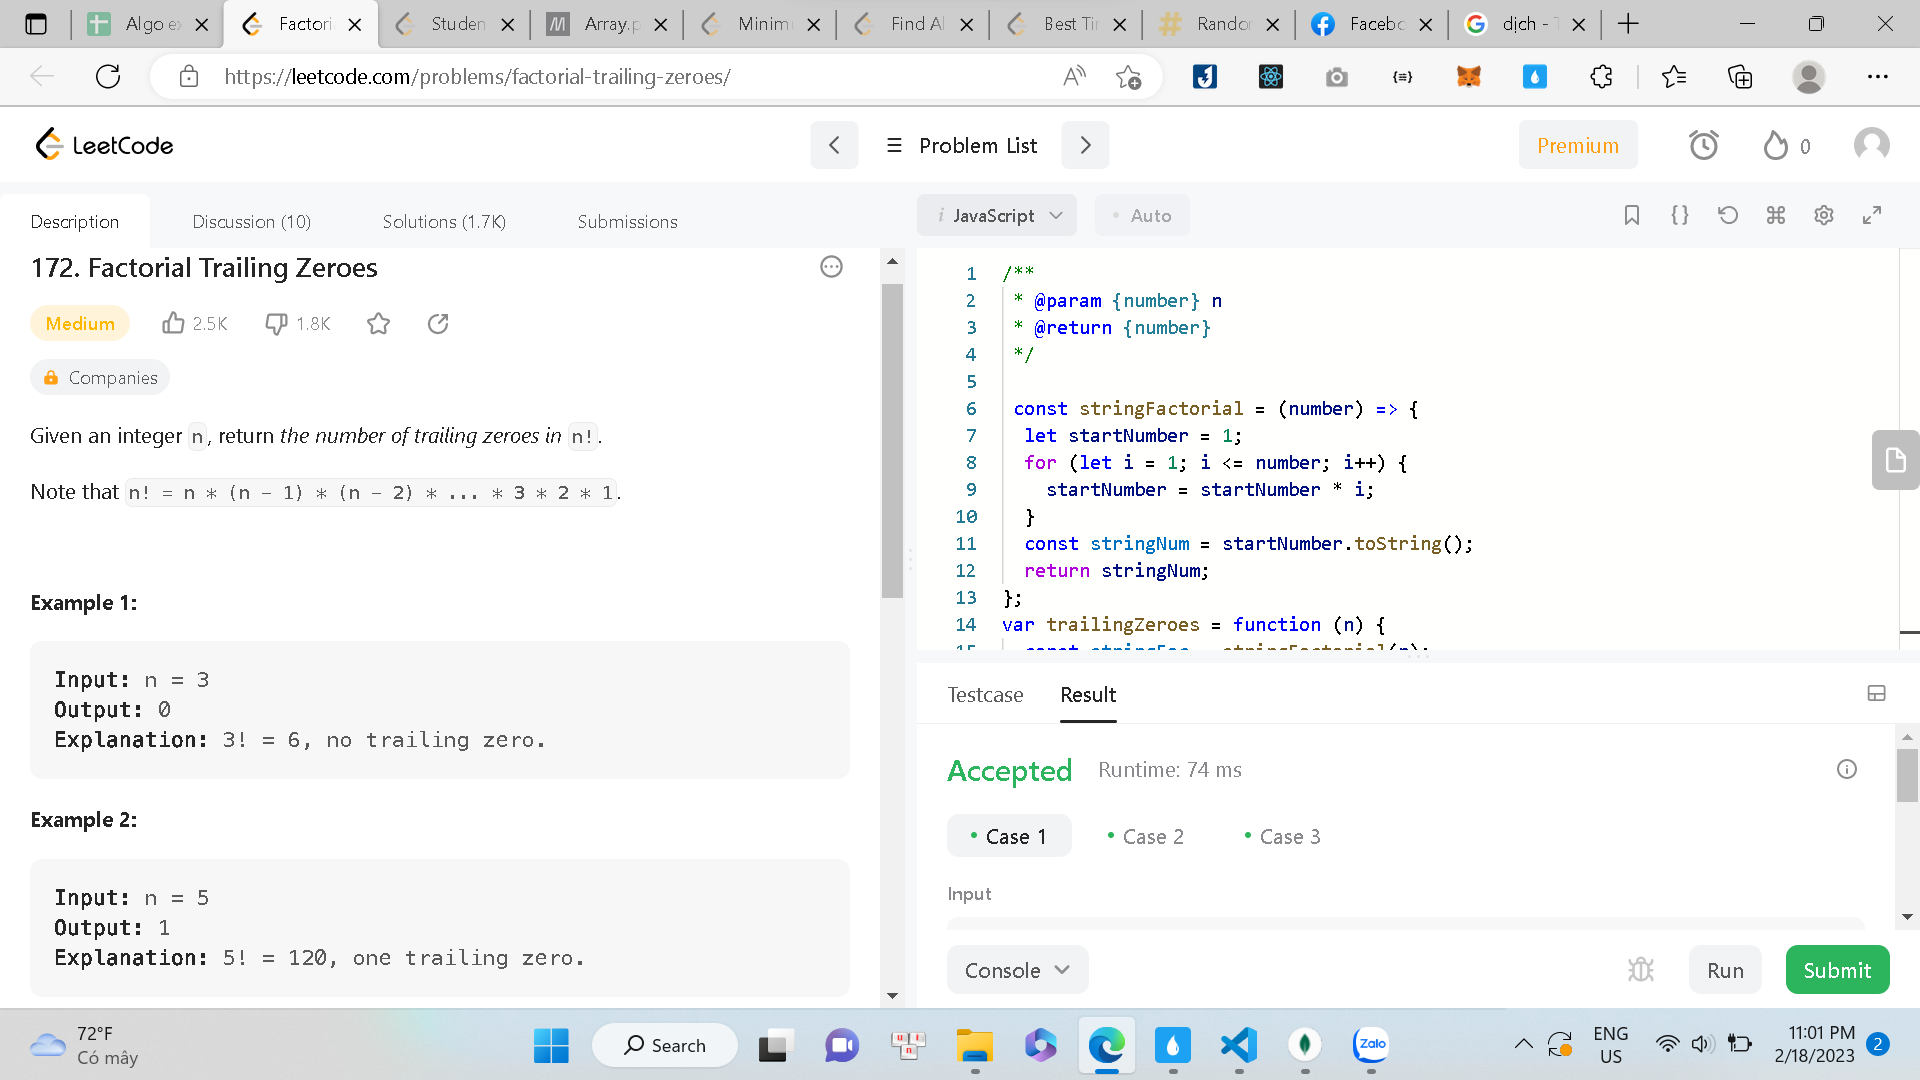 Algo ex
Factoria
Studen
M
Array.p
Minim
Find Al
Best Tir
Randor
Facebo
dịch - T
https://leetcode.com/problems/factorial-trailing-zeroes/
LeetCode
Problem List
Premium
0
Description
Discussion (10)
Solutions (1.7K)
Submissions
172. Factorial Trailing Zeroes
Medium
2.5K
1.8K
Companies
Given an integer n, return the number of trailing zeroes in n!.
Note that n! = n * (n - 1) * (n - 2) * ... * 3 * 2 * 1.
Example 1:
Input: n = 3
Output: 0
Explanation: 3! = 6, no trailing zero.
Example 2:
Input: n = 5
Output: 1
Explanation: 5! = 120, one trailing zero.
i JavaScript
Auto
1 /**
2 * @param {number} n
3 * @return {number}
4 */
5
6 const stringFactorial = (number) => {
7 let startNumber = 1;
8 for (let i = 1; i <= number; i++) {
9 startNumber = startNumber * i;
10 }
11 const stringNum = startNumber.toString();
12 return stringNum;
13 };
14 var trailingZeroes = function (n) {
Testcase
Result
Accepted
Runtime: 74 ms
Case 1
Case 2
Case 3
Input
Console
Run
Submit
72°F
Có mây
Search
Zalo
ENG
US
11:01 PM
2/18/2023
2